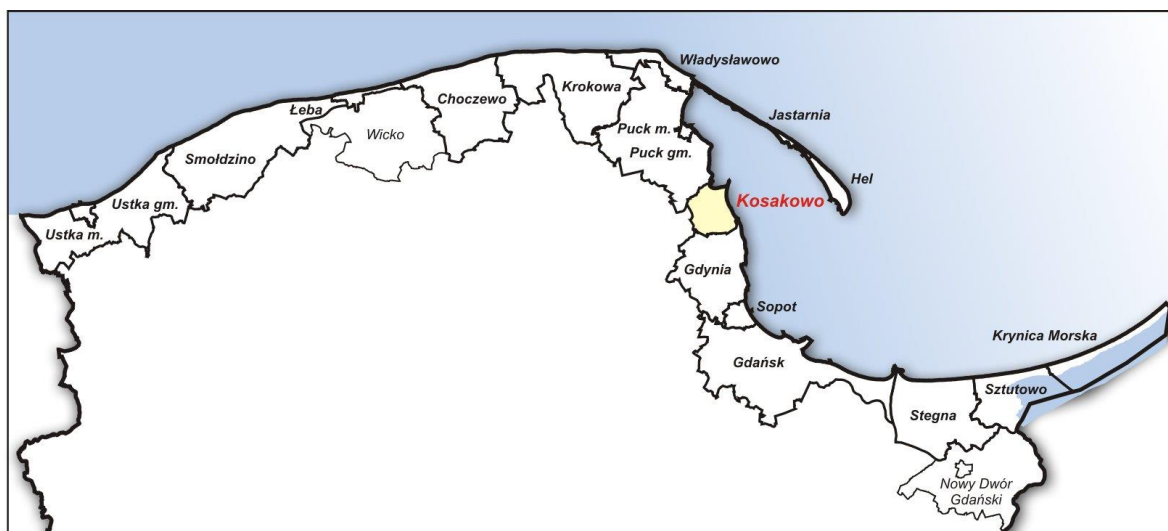 Władysławowo
Krokowa
Choczewo
Łeba
Jastarnia
Wicko
Puck m.
Puck gm.
Smołdzino
Hel
Ustka gm.
Kosakowo
Ustka m.
Gdynia
Sopot
Krynica Morska
Gdańsk
Sztutowo
Stegna
Nowy Dwór
Gdański